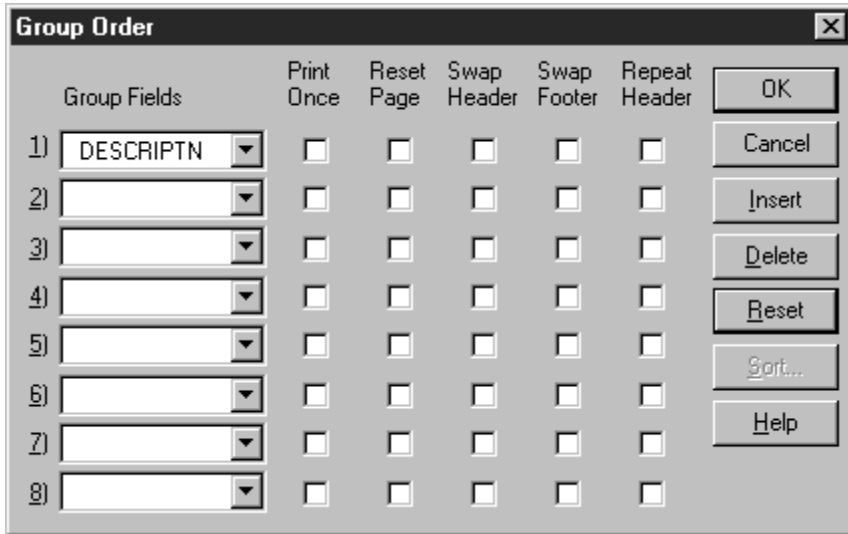 Group Order
Group Fields Print Once Reset Page Swap Header Swap Footer Repeat Header
OK
1) DESCRIPTN
Cancel
2)
Insert
3)
Delete
4)
Reset
5)
Sort...
6)
Help
7)
8)